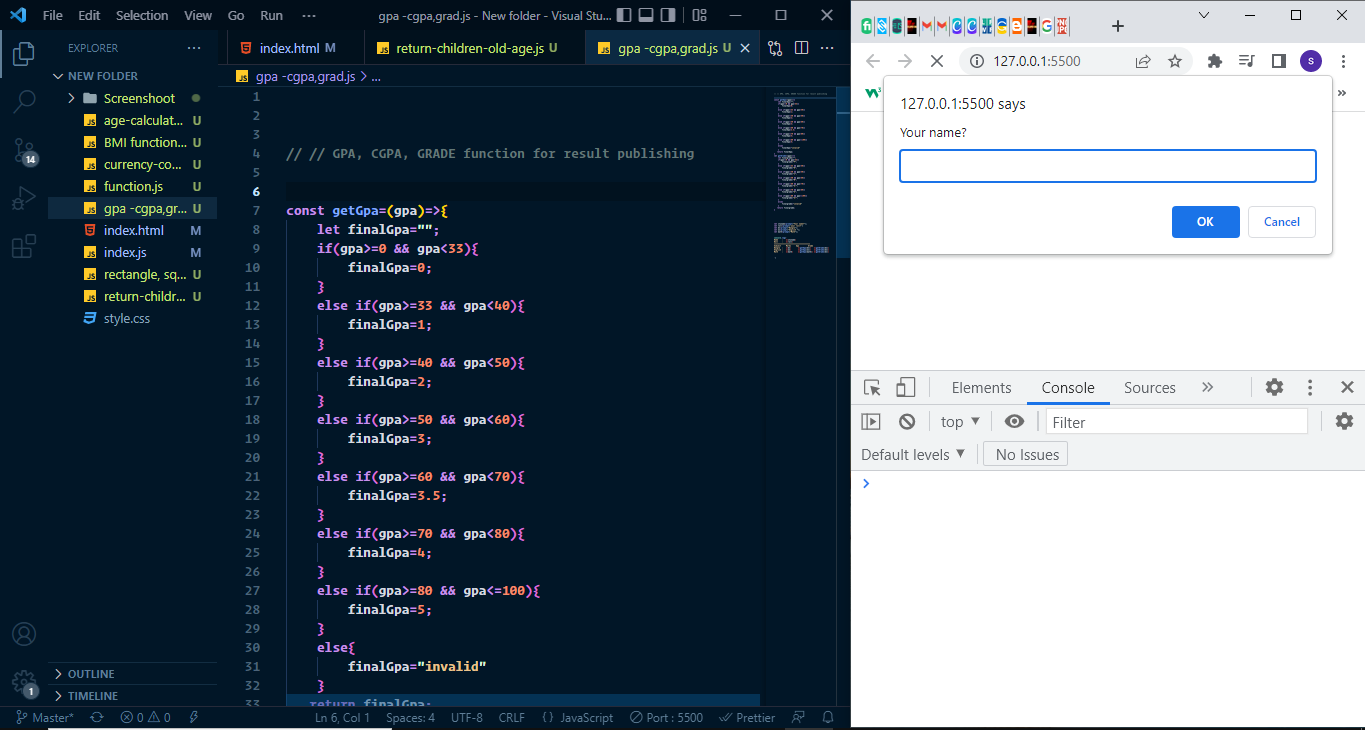 File Edit Selection View Go Run ··· gpa -cgpa,grad.js - New folder - Visual Stu...
EXPLORER ···
NEW FOLDER
Screenshoot
age-calculat... U
BMI function... U
currency-co... U
function.js U
gpa -cgpa,gr... U
index.html M
index.js M
rectangle, sq... U
return-childr... U
style.css
OUTLINE
TIMELINE
14
1
index.html M
return-children-old-age.js U
gpa -cgpa,grad.js U
gpa -cgpa,grad.js > ...
1
2
3
4 // // GPA, CGPA, GRADE function for result publishing
5
6
7 const getGpa=(gpa)=>{
8 let finalGpa="";
9 if(gpa>=0 && gpa<33){
10 finalGpa=0;
11 }
12 else if(gpa>=33 && gpa<40){
13 finalGpa=1;
14 }
15 else if(gpa>=40 && gpa<50){
16 finalGpa=2;
17 }
18 else if(gpa>=50 && gpa<60){
19 finalGpa=3;
20 }
21 else if(gpa>=60 && gpa<70){
22 finalGpa=3.5;
23 }
24 else if(gpa>=70 && gpa<80){
25 finalGpa=4;
26 }
27 else if(gpa>=80 && gpa<=100){
28 finalGpa=5;
29 }
30 else{
31 finalGpa="invalid"
32 }
33 return finalGpa;
Master* 0 0 Ln 6, Col 1 Spaces: 4 UTF-8 CRLF {} JavaScript Port : 5500 Prettier
127.0.0.1:5500
S
127.0.0.1:5500 says
Your name?
OK Cancel
Elements Console Sources
top Filter
Default levels No Issues